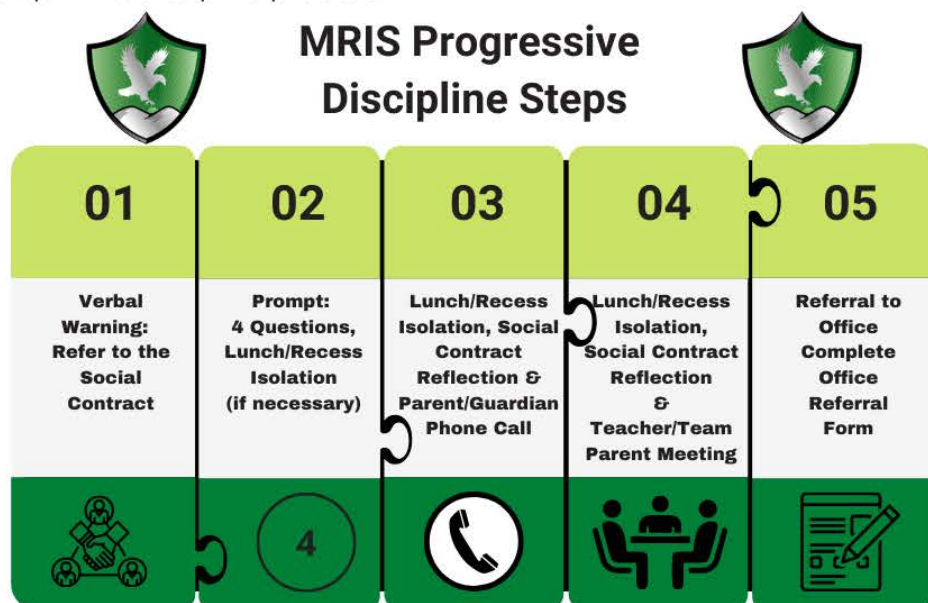 MRIS Progressive
Discipline Steps
01
Verbal
Warning:
Refer to the
Social
Contract
02
Prompt:
4 Questions,
Lunch/Recess
Isolation
(if necessary)
4
03
Lunch/Recess
Isolation, Social
Contract
Reflection &
Parent/Guardian
Phone Call
04
Lunch/Recess
Isolation,
Social Contract
Reflection
&
Teacher/Team
Parent Meeting
05
Referral to
Office
Complete
Office
Referral
Form